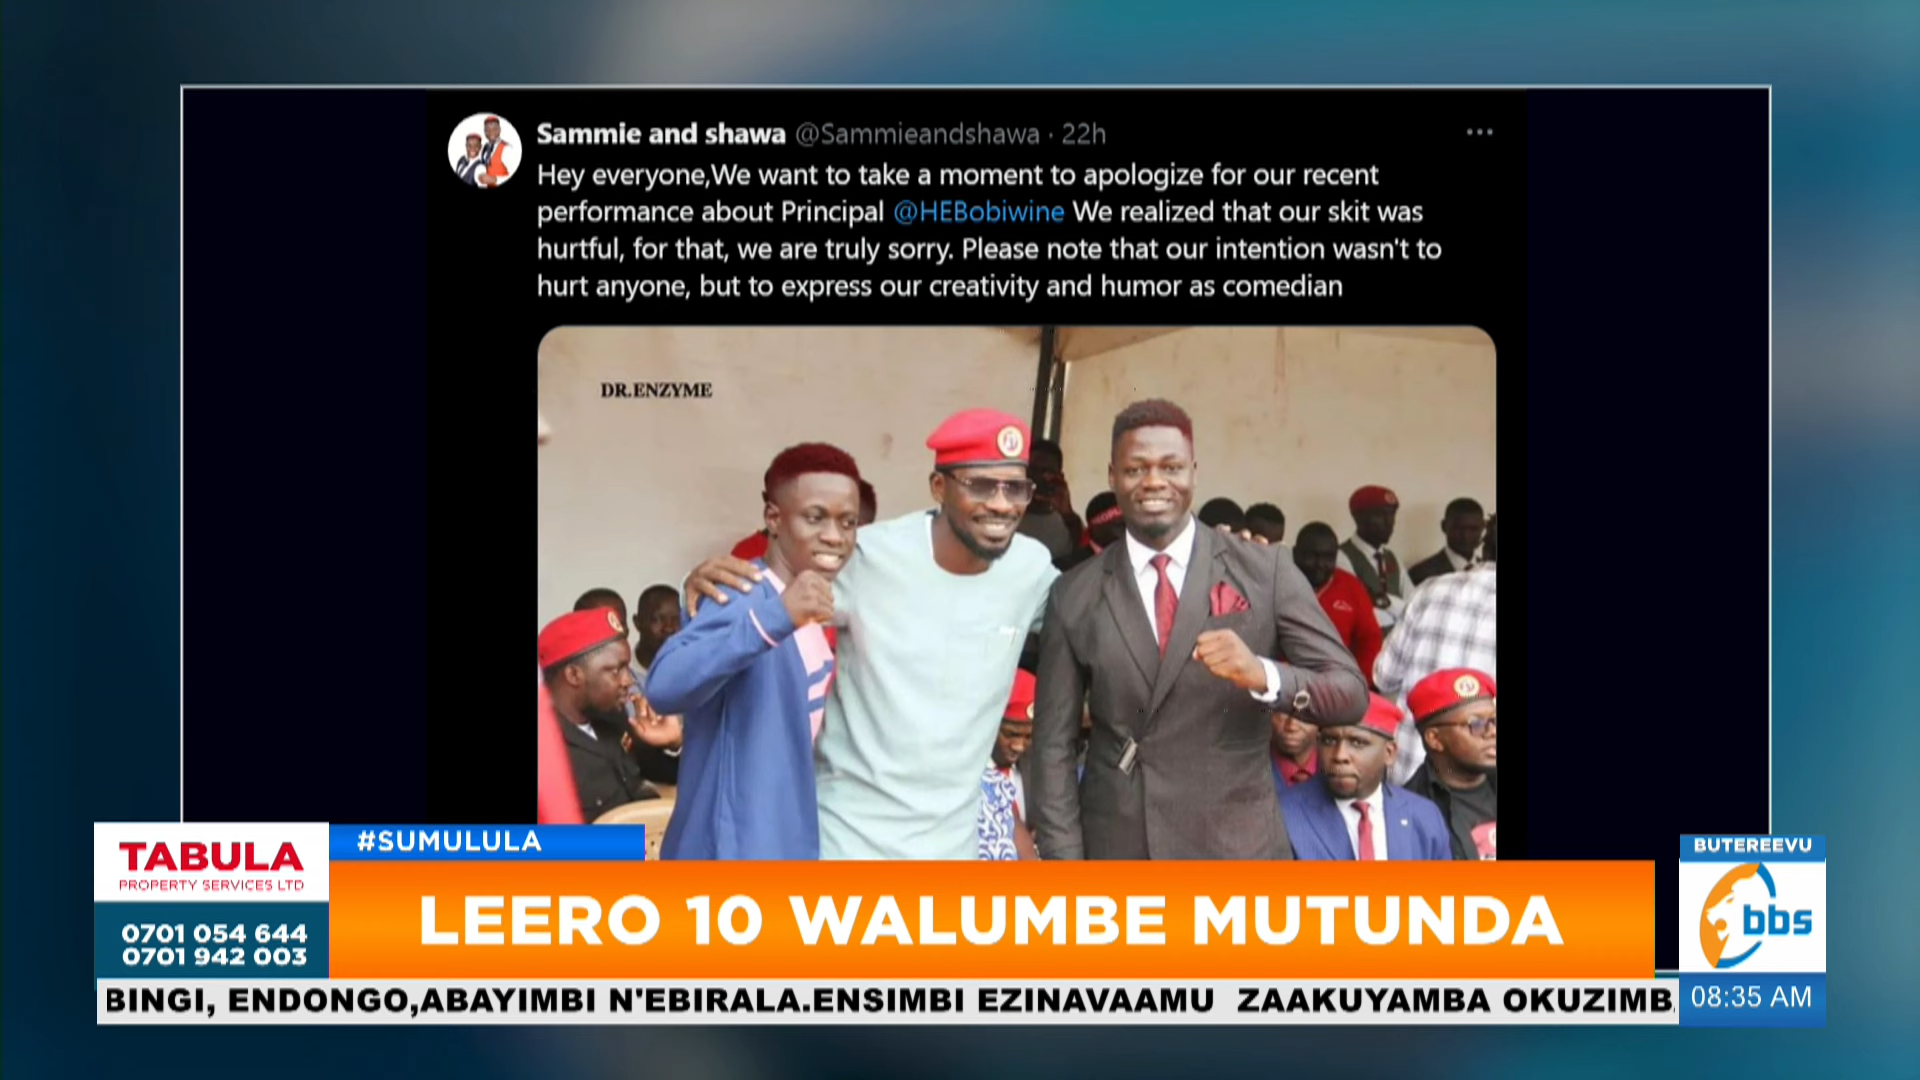 Sammie and shawa @Sammieandshawa · 22h
Hey everyone,We want to take a moment to apologize for our recent
performance about Principal @HEBobiwine We realized that our skit was
hurtful, for that, we are truly sorry. Please note that our intention wasn't to
hurt anyone, but to express our creativity and humor as comedian
DR.ENZYME
TABULA
PROPERTY SERVICES LTD
0701 054 644
0701 942 003
#SUMULULA
LEERO 10 WALUMBE MUTUNDA
BUTEREEVU
bbs
BINGI, ENDONGO,ABAYIMBI N'EBIRALA.ENSIMBI EZINAVAAMU ZAAKUYAMBA OKUZIMB
08:35 AM